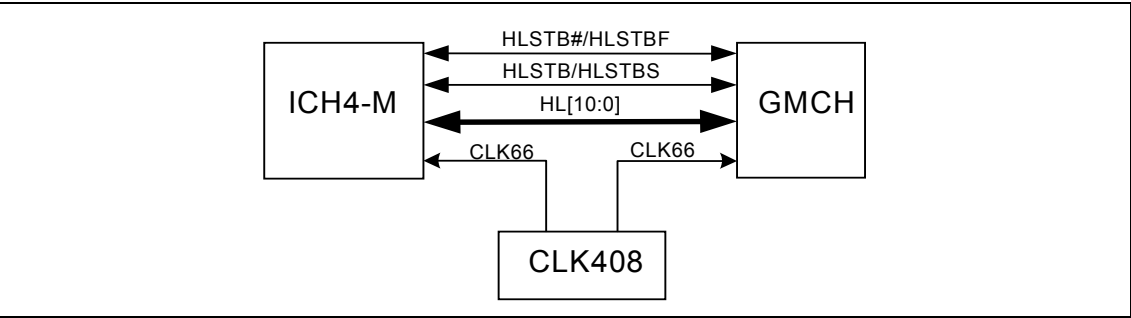 HLSTB#/HLSTBF
HLSTB/HLSTBS
ICH4-M
HL[10:0]
GMCH
CLK66
CLK66
CLK408